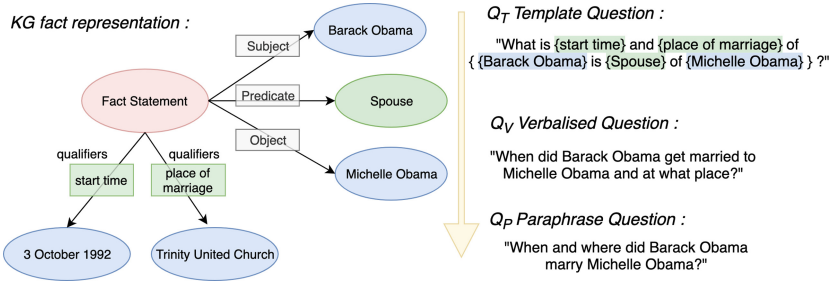 KG fact representation :
Subject
Barack Obama
Fact Statement
Predicate
Spouse
Object
Michelle Obama
qualifiers
qualifiers
start time
place of
marriage
3 October 1992
Trinity United Church
Q_T Template Question :
"What is {start time} and {place of marriage} of
{ {Barack Obama} is {Spouse} of {Michelle Obama} } ?"
Q_V Verbalised Question :
"When did Barack Obama get married to
Michelle Obama and at what place?"
Q_P Paraphrase Question :
"When and where did Barack Obama
marry Michelle Obama?"